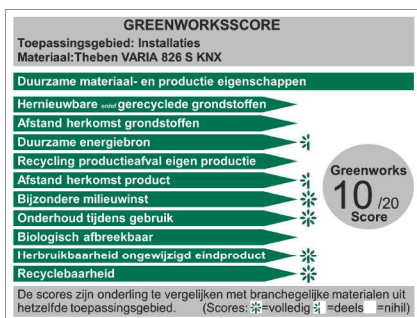 GREENWORKSSCORE
Toepassingsgebied: Installaties
Materiaal:Theben VARIA 826 S KNX
Duurzame materiaal- en productie eigenschappen
Hernieuwbare en/of gerecyclede grondstoffen
Afstand herkomst grondstoffen
Duurzame energiebron
Recycling productieafval eigen productie
Afstand herkomst product
Bijzondere milieuwinst
Onderhoud tijdens gebruik
Biologisch afbreekbaar
Herbruikbaarheid ongewijzigd eindproduct
Recyclebaarheid
Greenworks
10 /20
Score
De scores zijn onderling te vergelijken met branchegelijke materialen uit
hetzelfde toepassingsgebied. (Scores: =volledig =deels =nihil)